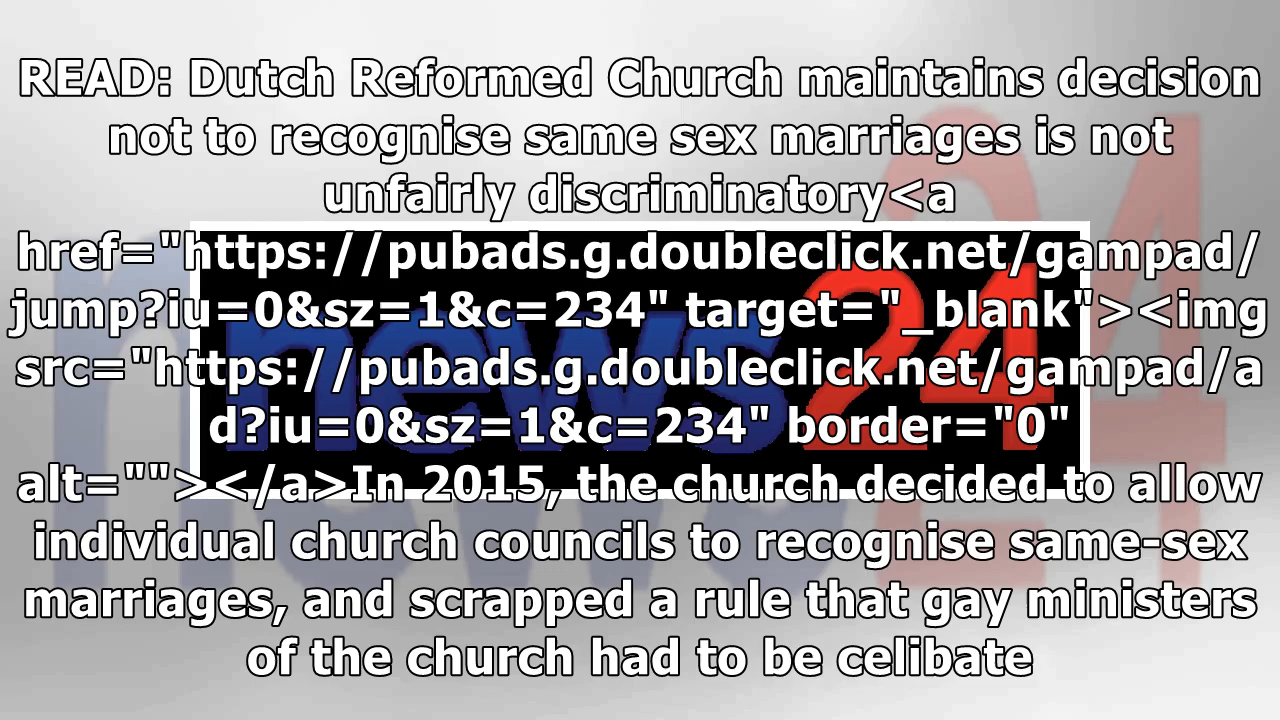 READ: Dutch Reformed Church maintains decision
not to recognise same sex marriages is not
unfairly discriminatory<a
href="https://pubads.g.doubleclick.net/gampad/
jump?iu=0&sz=1&c=234" target="_blank"><img
src="https://pubads.g.doubleclick.net/gampad/a
d?iu=0&sz=1&c=234" border="0"
alt=""></a>In 2015, the church decided to allow
individual church councils to recognise same-sex
marriages, and scrapped a rule that gay ministers
of the church had to be celibate
news24